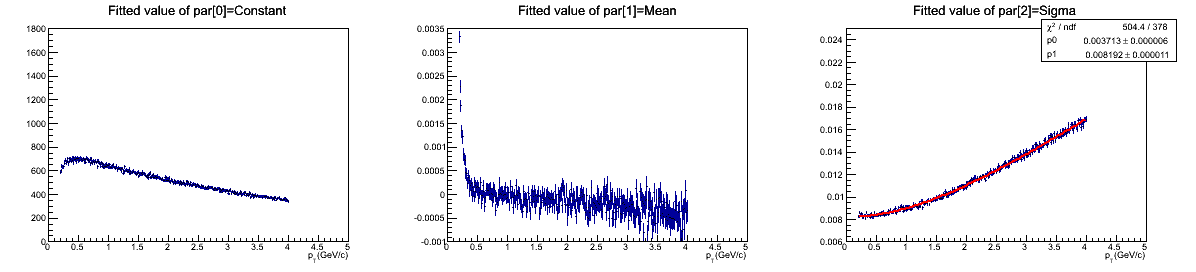 Fitted value of par[0]=Constant
1800
1600
1400
1200
1000
800
600
400
200
0
0 0.5 1 1.5 2 2.5 3 3.5 4 4.5 5
p_T (GeV/c)
Fitted value of par[1]=Mean
0.0035
0.003
0.0025
0.002
0.0015
0.001
0.0005
0
-0.0005
-0.001
0 0.5 1 1.5 2 2.5 3 3.5 4 4.5 5
p_T (GeV/c)
Fitted value of par[2]=Sigma
χ² / ndf 504.4 / 378
p0 0.003713 ± 0.000006
p1 0.008192 ± 0.000011
0.024
0.022
0.02
0.018
0.016
0.014
0.012
0.01
0.008
0.006
0 0.5 1 1.5 2 2.5 3 3.5 4 4.5 5
p_T (GeV/c)